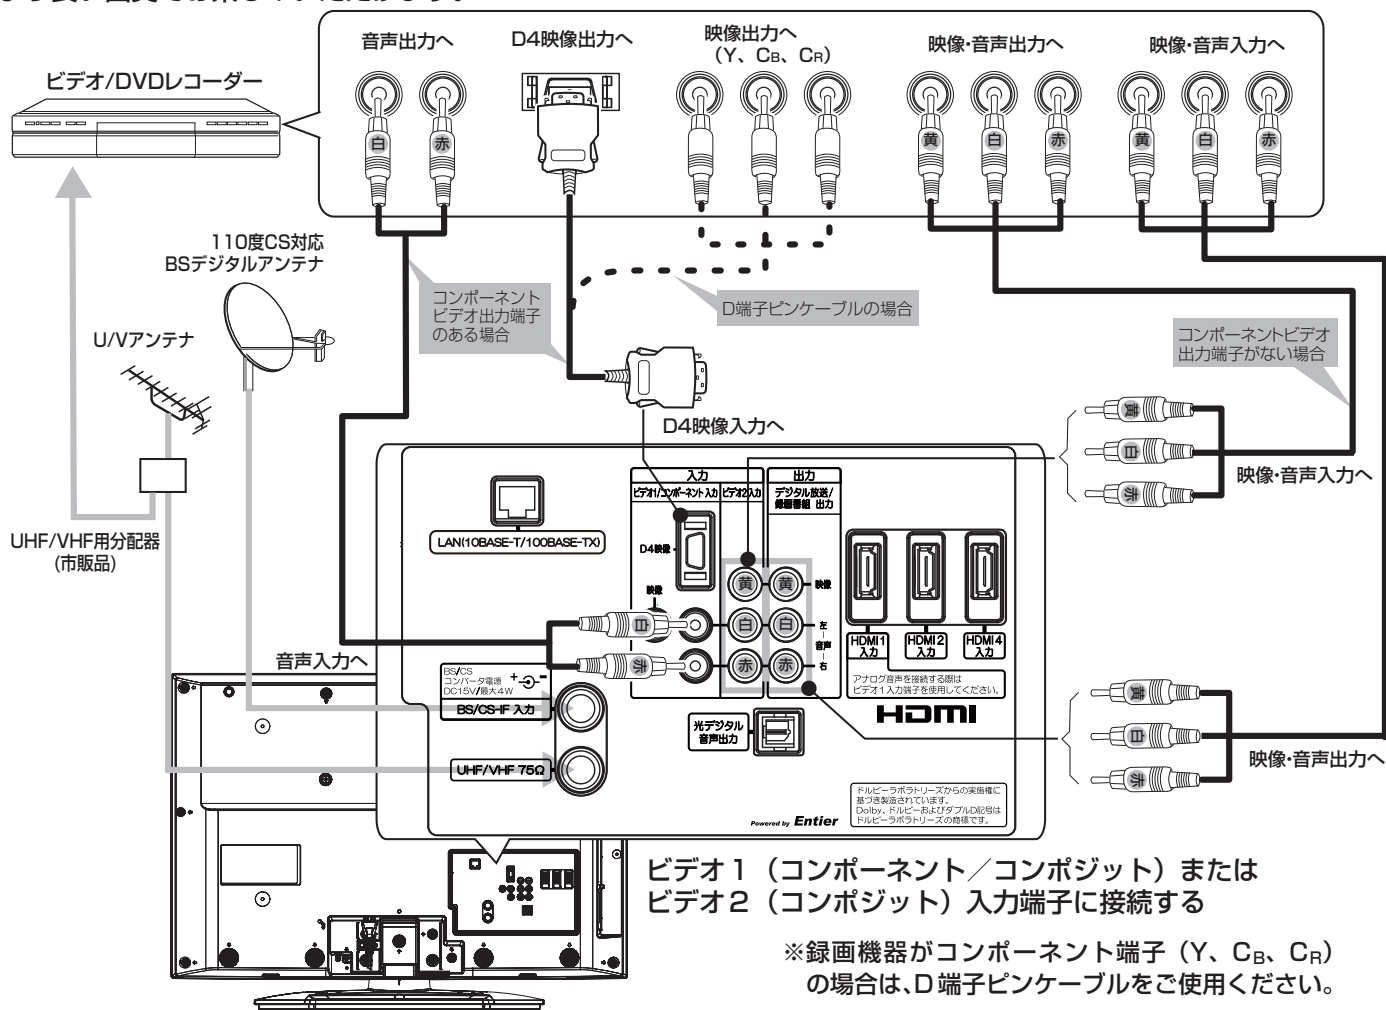 音声出力へ
D4映像出力へ
映像出力へ
(Y、CB、CR)
映像・音声出力へ
映像・音声入力へ
ビデオ/DVDレコーダー
白
赤
黄
白
赤
黄
白
赤
110度CS対応
BSデジタルアンテナ
コンポーネント
ビデオ出力端子
のある場合
D端子ピンケーブルの場合
コンポーネントビデオ
出力端子がない場合
U/Vアンテナ
D4映像入力へ
黄
白
赤
映像・音声入力へ
UHF/VHF用分配器
(市販品)
LAN(10BASE-T/100BASE-TX)
入力
出力
ビデオ1/コンポーネント入力
ビデオ2入力
デジタル放送/
録画番組 出力
D4映像
映像
黄
黄
映像
白
白
白
左
音声
右
赤
赤
赤
HDMI1
入力
HDMI2
入力
HDMI4
入力
アナログ音声を接続する際は
ビデオ1入力端子を使用してください。
HDMI
音声入力へ
BS/CS
コンバータ電源
DC15V/最大4W
+ -
BS/CS-IF 入力
UHF/VHF 75Ω
光デジタル
音声出力
黄
白
赤
映像・音声出力へ
ドルビーラボラトリーズからの実施権に
基づき製造されています。
Dolby、ドルビーおよびダブルD記号は
ドルビーラボラトリーズの商標です。
Powered by Entier
ビデオ1(コンポーネント/コンポジット)または
ビデオ2(コンポジット)入力端子に接続する
※録画機器がコンポーネント端子(Y、CB、CR)
の場合は、D端子ピンケーブルをご使用ください。